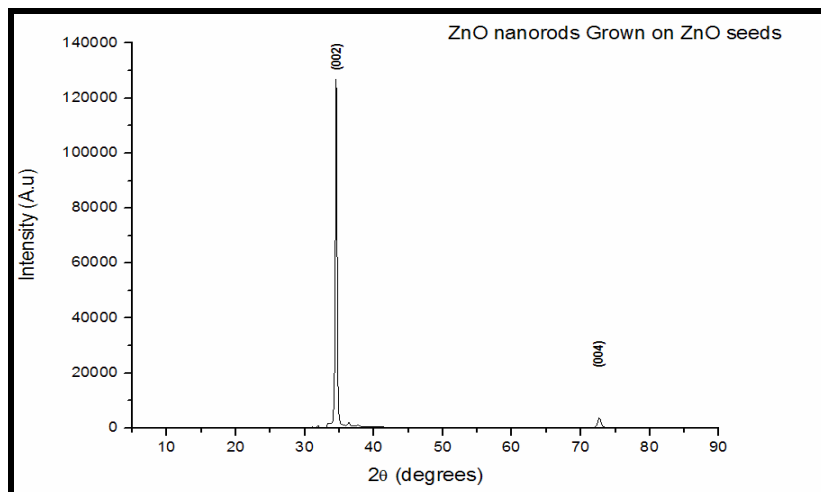 ZnO nanorods Grown on ZnO seeds
(002)
(004)
Intensity (A.u)
140000
120000
100000
80000
60000
40000
20000
0
10 20 30 40 50 60 70 80 90
2θ (degrees)